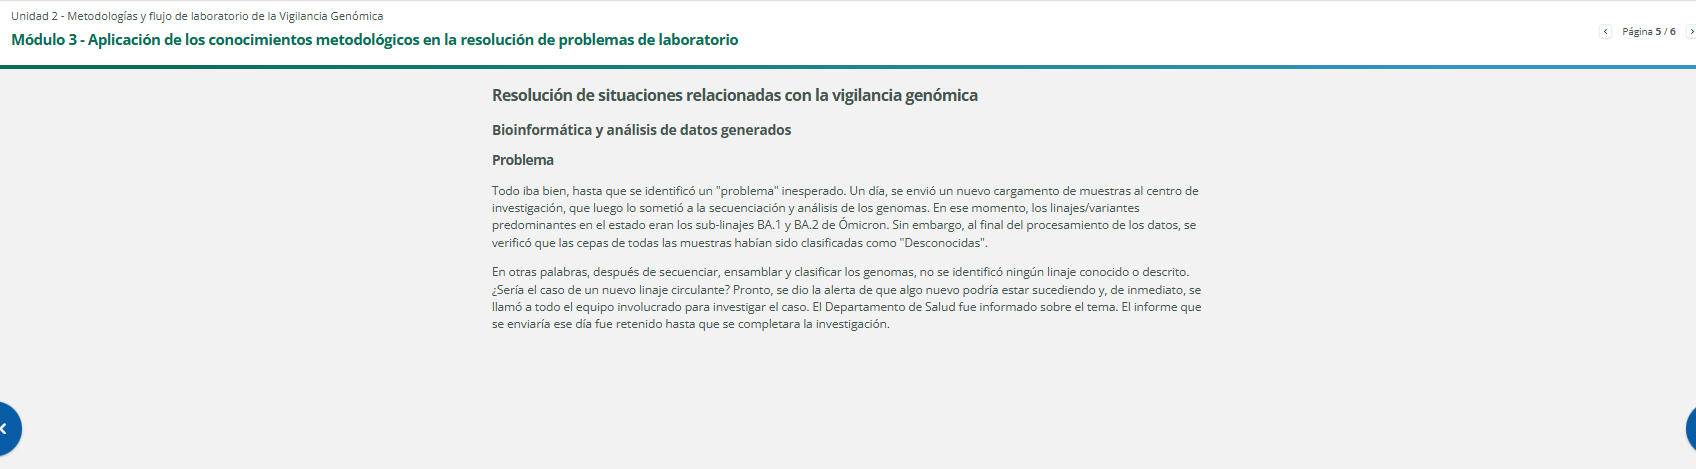 Unidad 2 - Metodologías y flujo de laboratorio de la Vigilancia Genómica
Módulo 3 - Aplicación de los conocimientos metodológicos en la resolución de problemas de laboratorio
Página 5 / 6
Resolución de situaciones relacionadas con la vigilancia genómica
Bioinformática y análisis de datos generados
Problema
Todo iba bien, hasta que se identificó un "problema" inesperado. Un día, se envió un nuevo cargamento de muestras al centro de
investigación, que luego lo sometió a la secuenciación y análisis de los genomas. En ese momento, los linajes/variantes
predominantes en el estado eran los sub-linajes BA.1 y BA.2 de Ómicron. Sin embargo, al final del procesamiento de los datos, se
verificó que las cepas de todas las muestras habían sido clasificadas como "Desconocidas".
En otras palabras, después de secuenciar, ensamblar y clasificar los genomas, no se identificó ningún linaje conocido o descrito.
¿Sería el caso de un nuevo linaje circulante? Pronto, se dio la alerta de que algo nuevo podría estar sucediendo y, de inmediato, se
llamó a todo el equipo involucrado para investigar el caso. El Departamento de Salud fue informado sobre el tema. El informe que
se enviaría ese día fue retenido hasta que se completara la investigación.